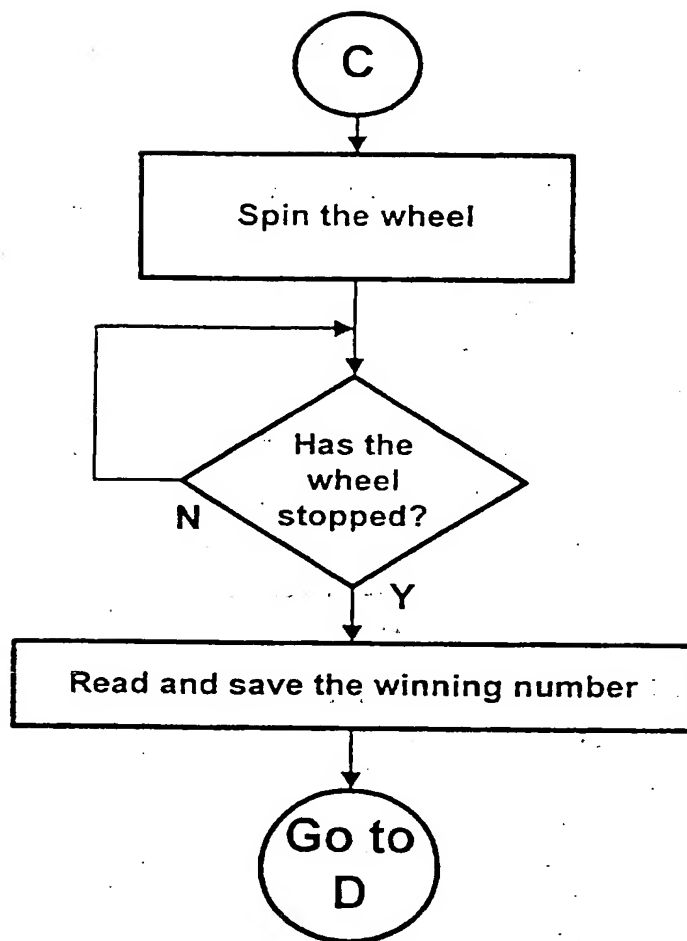 C
Spin the wheel
Has the
wheel
stopped?
N
Y
Read and save the winning number
Go to
D